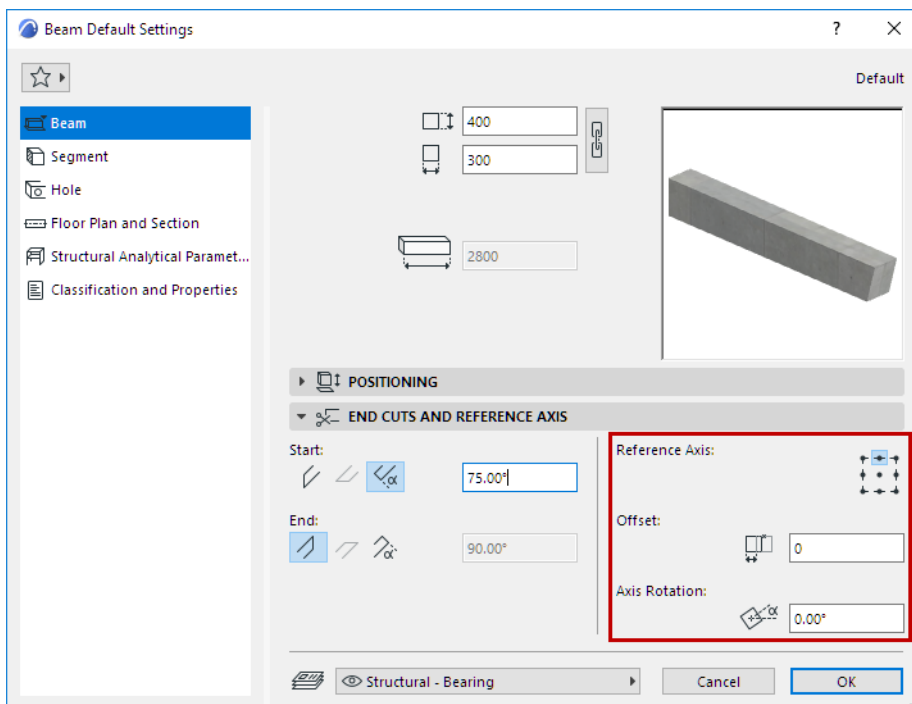 Beam Default Settings
?
Default
Beam
Segment
Hole
Floor Plan and Section
Structural Analytical Paramet...
Classification and Properties
400
300
2800
POSITIONING
END CUTS AND REFERENCE AXIS
Start:
α
75.00°
End:
α
90.00°
Reference Axis:
Offset:
0
Axis Rotation:
α
0.00°
Structural - Bearing
Cancel
OK